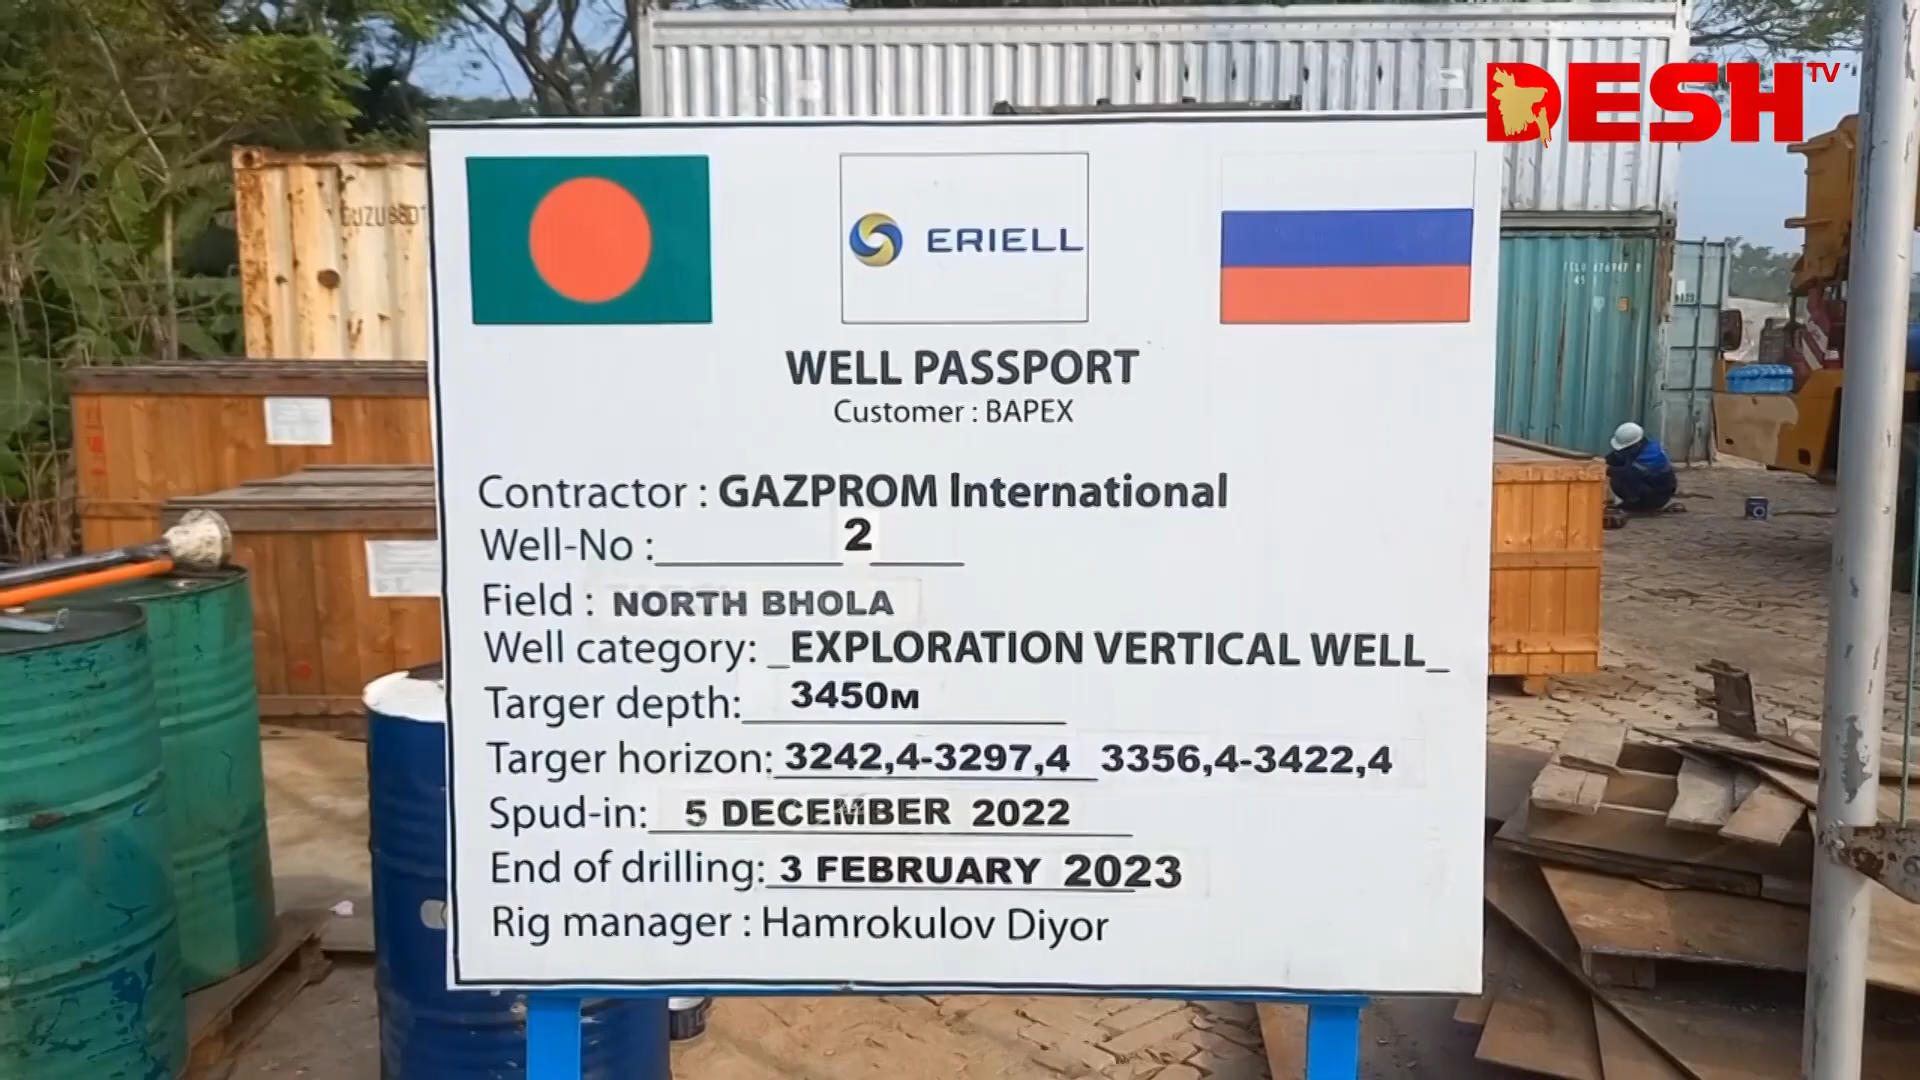 DESH TV
ERIELL
WELL PASSPORT
Customer : BAPEX
Contractor : GAZPROM International
Well-No : 2
Field : NORTH BHOLA
Well category: _EXPLORATION VERTICAL WELL_
Targer depth: 3450м
Targer horizon: 3242,4-3297,4 3356,4-3422,4
Spud-in: 5 DECEMBER 2022
End of drilling: 3 FEBRUARY 2023
Rig manager : Hamrokulov Diyor